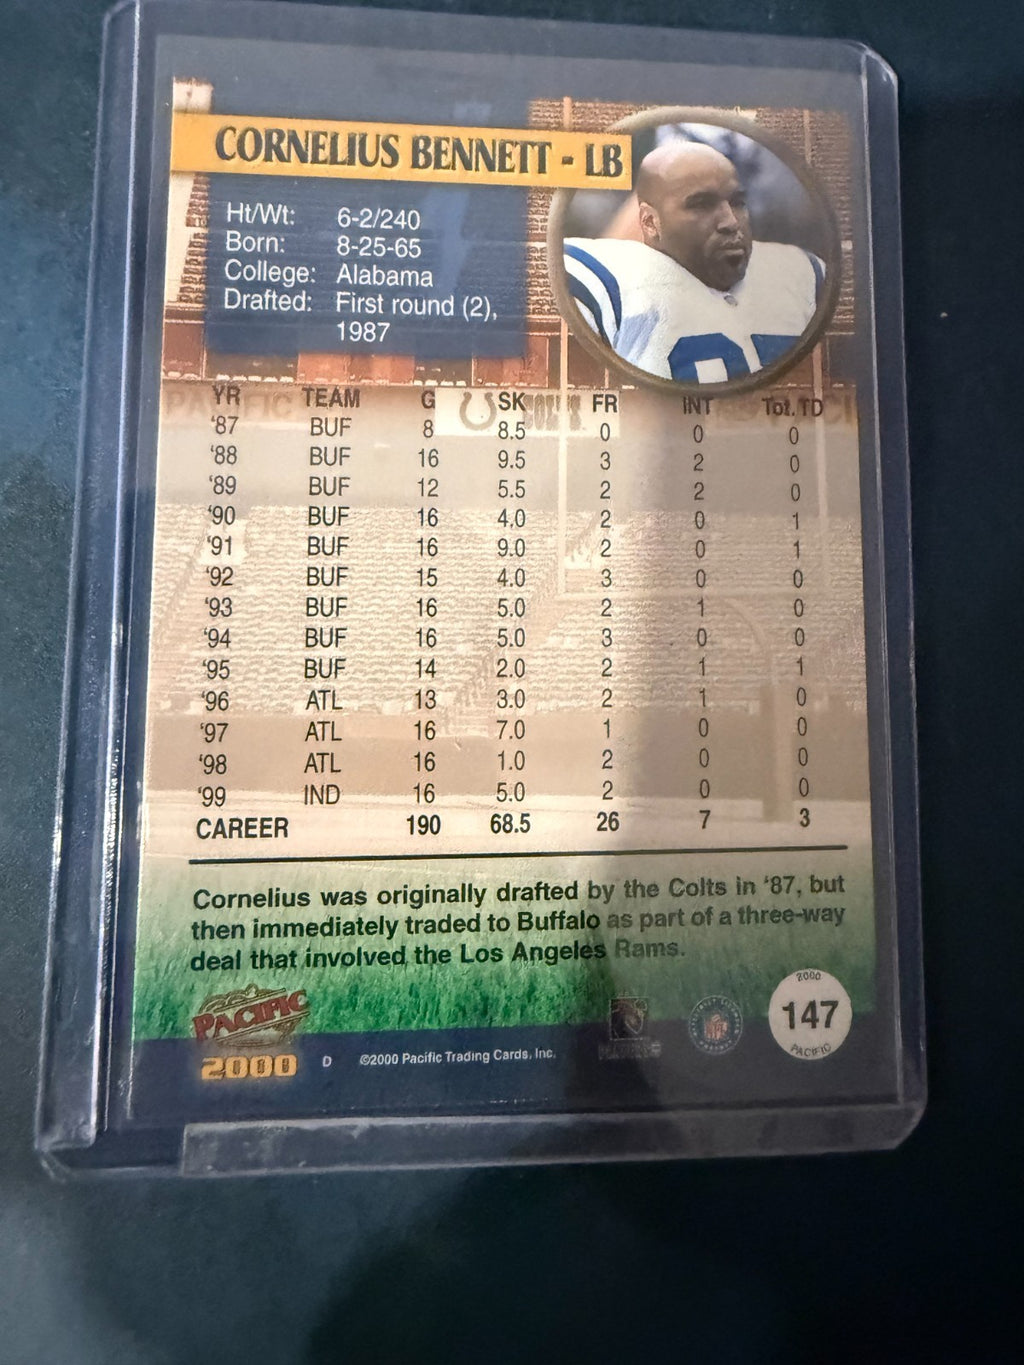 CORNELIUS BENNETT - LB
Ht/Wt: 6-2/240
Born: 8-25-65
College: Alabama
Drafted: First round (2),
1987
YR TEAM G SK FR INT Tot. TD
'87 BUF 8 8.5 0 0 0
'88 BUF 16 9.5 3 2 0
'89 BUF 12 5.5 2 2 0
'90 BUF 16 4.0 2 0 1
'91 BUF 16 9.0 2 0 1
'92 BUF 15 4.0 3 0 0
'93 BUF 16 5.0 2 1 0
'94 BUF 16 5.0 3 0 0
'95 BUF 14 2.0 2 1 1
'96 ATL 13 3.0 2 1 0
'97 ATL 16 7.0 1 0 0
'98 ATL 16 1.0 2 0 0
'99 IND 16 5.0 2 0 0
CAREER 190 68.5 26 7 3
Cornelius was originally drafted by the Colts in '87, but
then immediately traded to Buffalo as part of a three-way
deal that involved the Los Angeles Rams.
PACIFIC
2000
D ©2000 Pacific Trading Cards, Inc.
PLAYERS
NFL
2000
147
PACIFIC